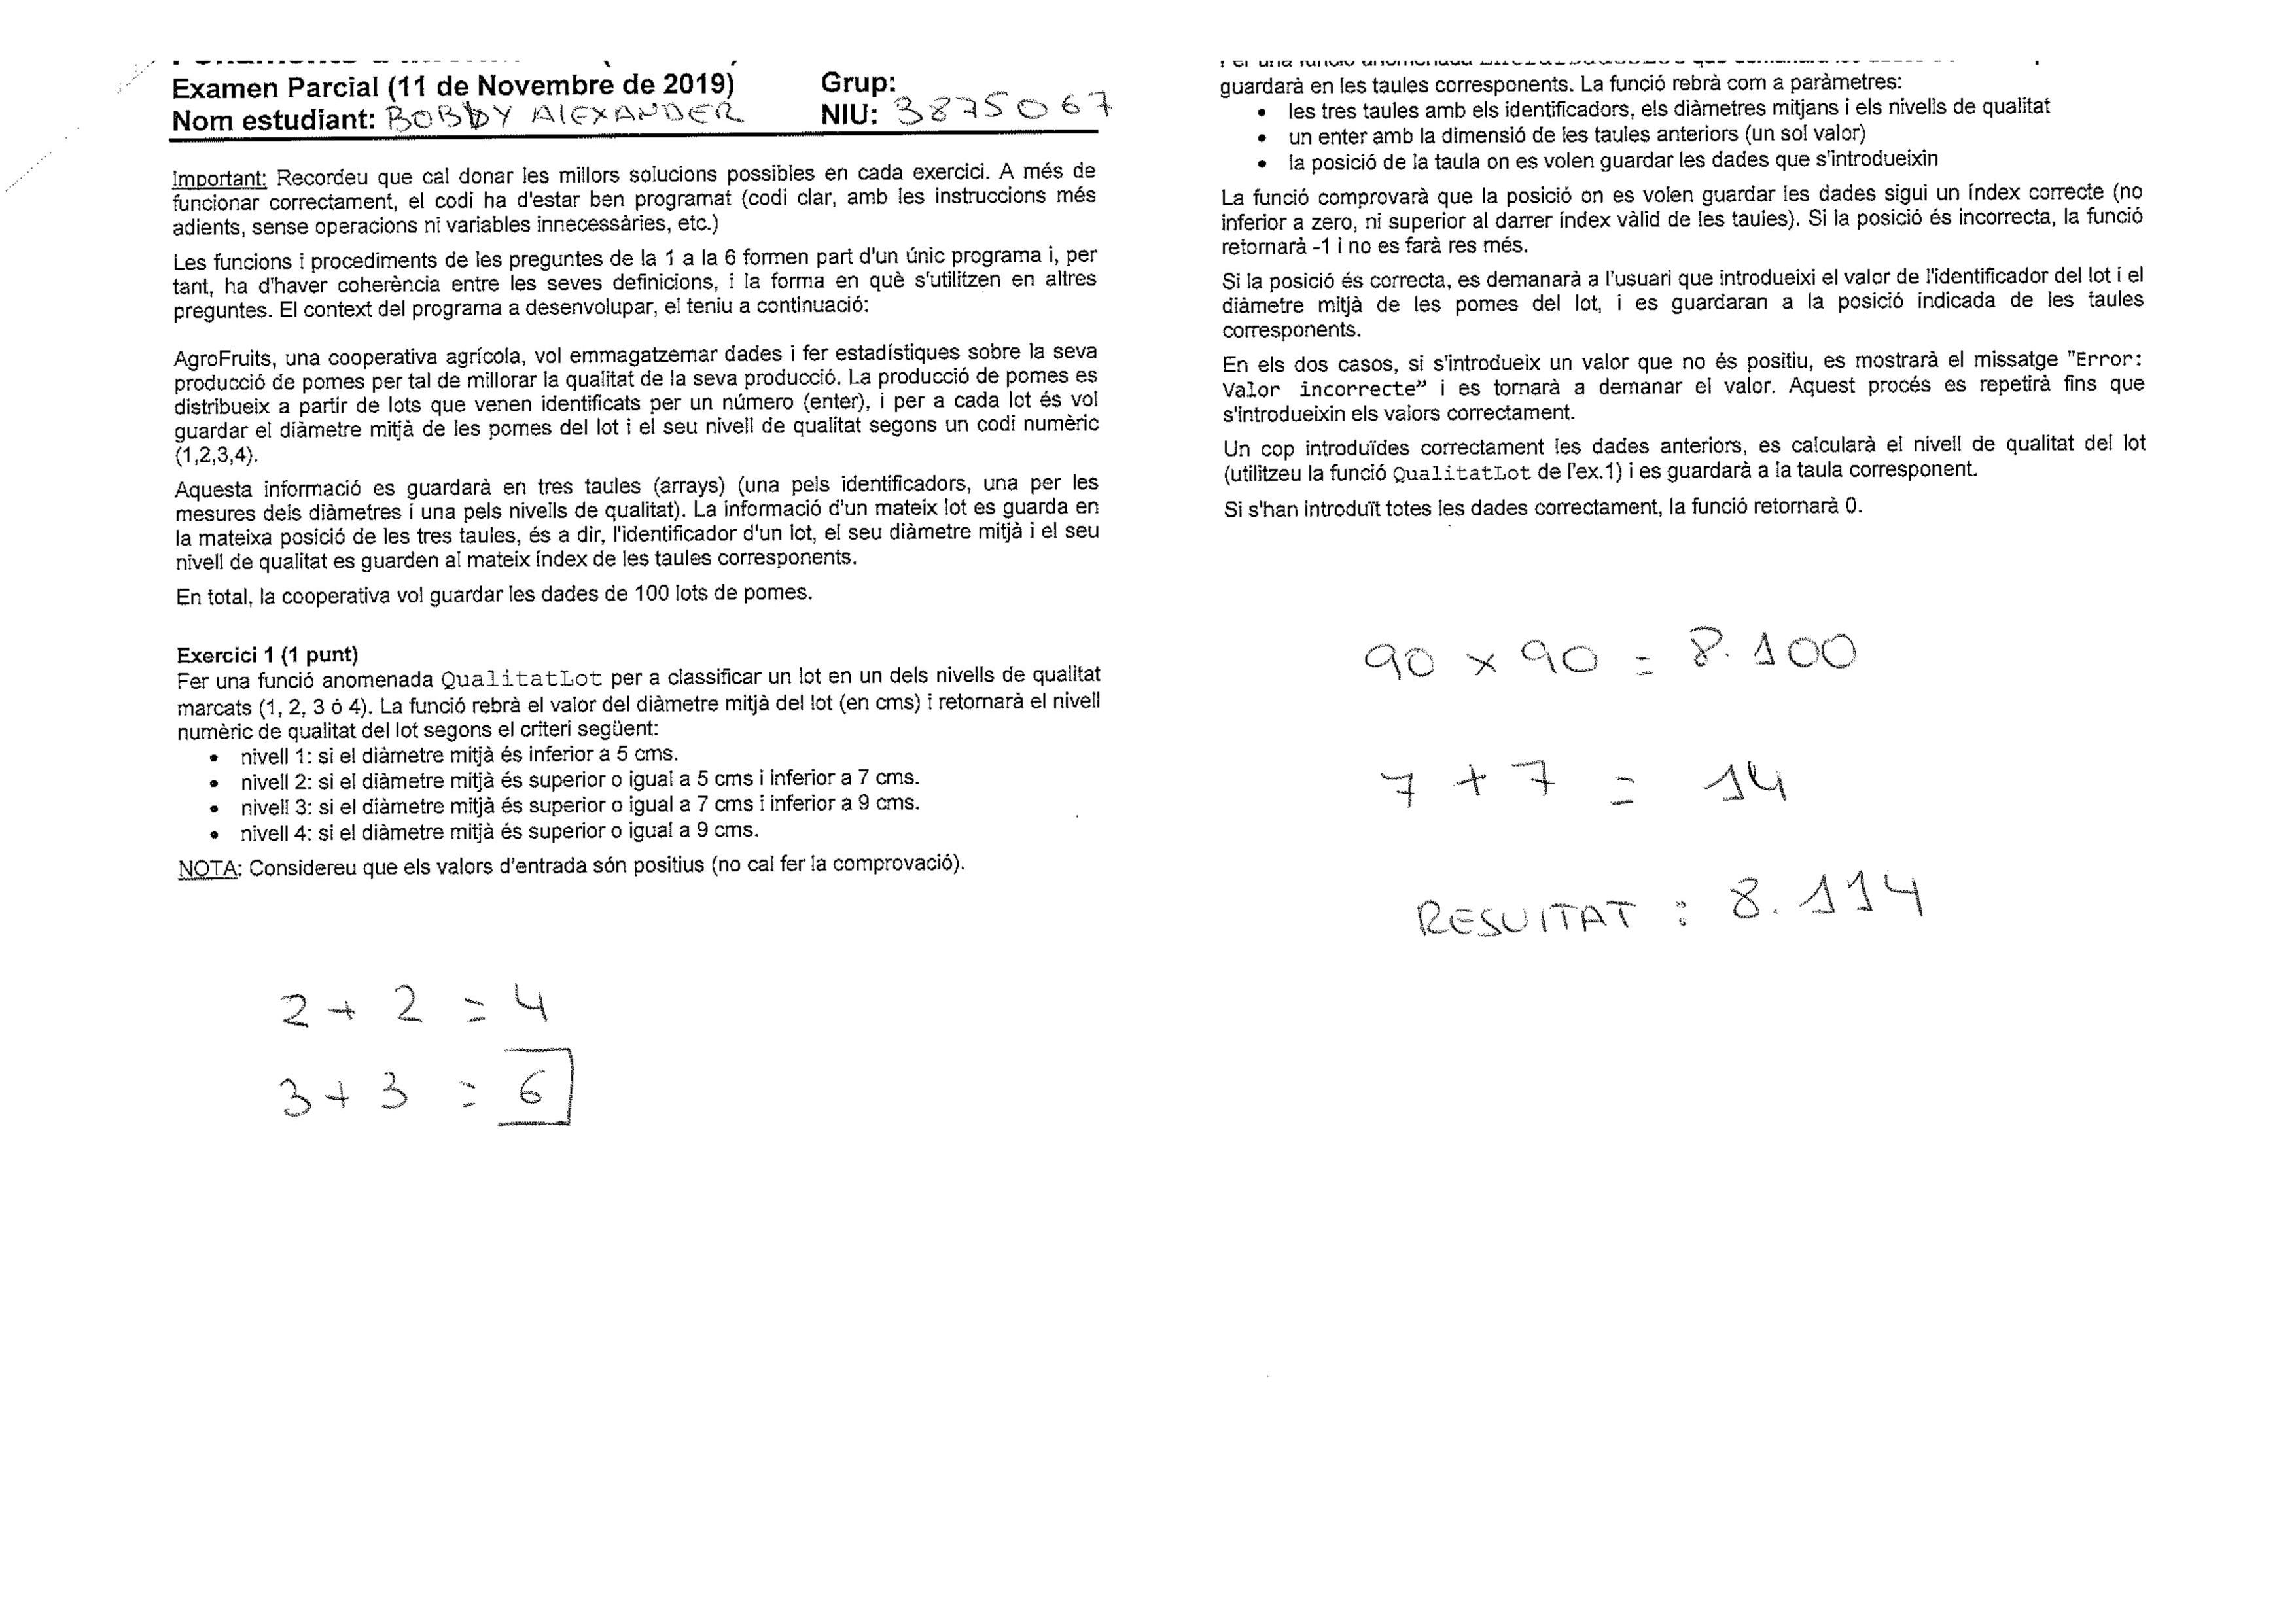 Examen Parcial (11 de Novembre de 2019) Grup:
Nom estudiant: BOBBY AlEXANDER NIU: 3875067
Important: Recordeu que cal donar les millors solucions possibles en cada exercici. A més de
funcionar correctament, el codi ha d'estar ben programat (codi clar, amb les instruccions més
adients, sense operacions ni variables innecessàries, etc.)
Les funcions i procediments de les preguntes de la 1 a la 6 formen part d'un únic programa i, per
tant, ha d'haver coherència entre les seves definicions, i la forma en què s'utilitzen en altres
preguntes. El context del programa a desenvolupar, el teniu a continuació:
AgroFruits, una cooperativa agrícola, vol emmagatzemar dades i fer estadístiques sobre la seva
producció de pomes per tal de millorar la qualitat de la seva producció. La producció de pomes es
distribueix a partir de lots que venen identificats per un número (enter), i per a cada lot és vol
guardar el diàmetre mitjà de les pomes del lot i el seu nivell de qualitat segons un codi numèric
(1,2,3,4).
Aquesta informació es guardarà en tres taules (arrays) (una pels identificadors, una per les
mesures dels diàmetres i una pels nivells de qualitat). La informació d'un mateix lot es guarda en
la mateixa posició de les tres taules, és a dir, l'identificador d'un lot, el seu diàmetre mitjà i el seu
nivell de qualitat es guarden al mateix índex de les taules corresponents.
En total, la cooperativa vol guardar les dades de 100 lots de pomes.
Exercici 1 (1 punt)
Fer una funció anomenada QualitatLot per a classificar un lot en un dels nivells de qualitat
marcats (1, 2, 3 ó 4). La funció rebrà el valor del diàmetre mitjà del lot (en cms) i retornarà el nivell
numèric de qualitat del lot segons el criteri següent:
• nivell 1: si el diàmetre mitjà és inferior a 5 cms.
• nivell 2: si el diàmetre mitjà és superior o igual a 5 cms i inferior a 7 cms.
• nivell 3: si el diàmetre mitjà és superior o igual a 7 cms i inferior a 9 cms.
• nivell 4: si el diàmetre mitjà és superior o igual a 9 cms.
NOTA: Considereu que els valors d'entrada són positius (no cal fer la comprovació).
2 + 2 = 4
3 + 3 = 6
guardarà en les taules corresponents. La funció rebrà com a paràmetres:
• les tres taules amb els identificadors, els diàmetres mitjans i els nivells de qualitat
• un enter amb la dimensió de les taules anteriors (un sol valor)
• la posició de la taula on es volen guardar les dades que s'introdueixin
La funció comprovarà que la posició on es volen guardar les dades sigui un índex correcte (no
inferior a zero, ni superior al darrer índex vàlid de les taules). Si la posició és incorrecta, la funció
retornarà -1 i no es farà res més.
Si la posició és correcta, es demanarà a l'usuari que introdueixi el valor de l'identificador del lot i el
diàmetre mitjà de les pomes del lot, i es guardaran a la posició indicada de les taules
corresponents.
En els dos casos, si s'introdueix un valor que no és positiu, es mostrarà el missatge "Error:
Valor incorrecte" i es tornarà a demanar el valor. Aquest procés es repetirà fins que
s'introdueixin els valors correctament.
Un cop introduïdes correctament les dades anteriors, es calcularà el nivell de qualitat del lot
(utilitzeu la funció QualitatLot de l'ex.1) i es guardarà a la taula corresponent.
Si s'han introduït totes les dades correctament, la funció retornarà 0.
90 x 90 = 8.100
7 + 7 = 14
RESUlTAT : 8.114